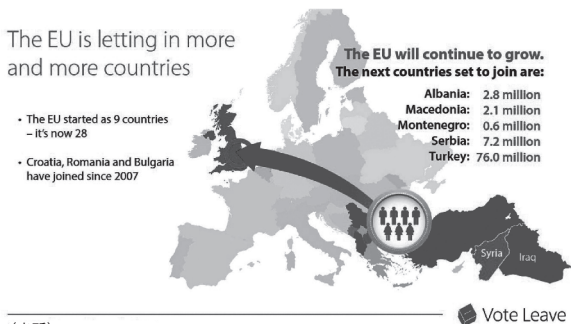 The EU is letting in more
and more countries
• The EU started as 9 countries
– it's now 28
• Croatia, Romania and Bulgaria
have joined since 2007
The EU will continue to grow.
The next countries set to join are:
Albania: 2.8 million
Macedonia: 2.1 million
Montenegro: 0.6 million
Serbia: 7.2 million
Turkey: 76.0 million
Syria
Iraq
Vote Leave